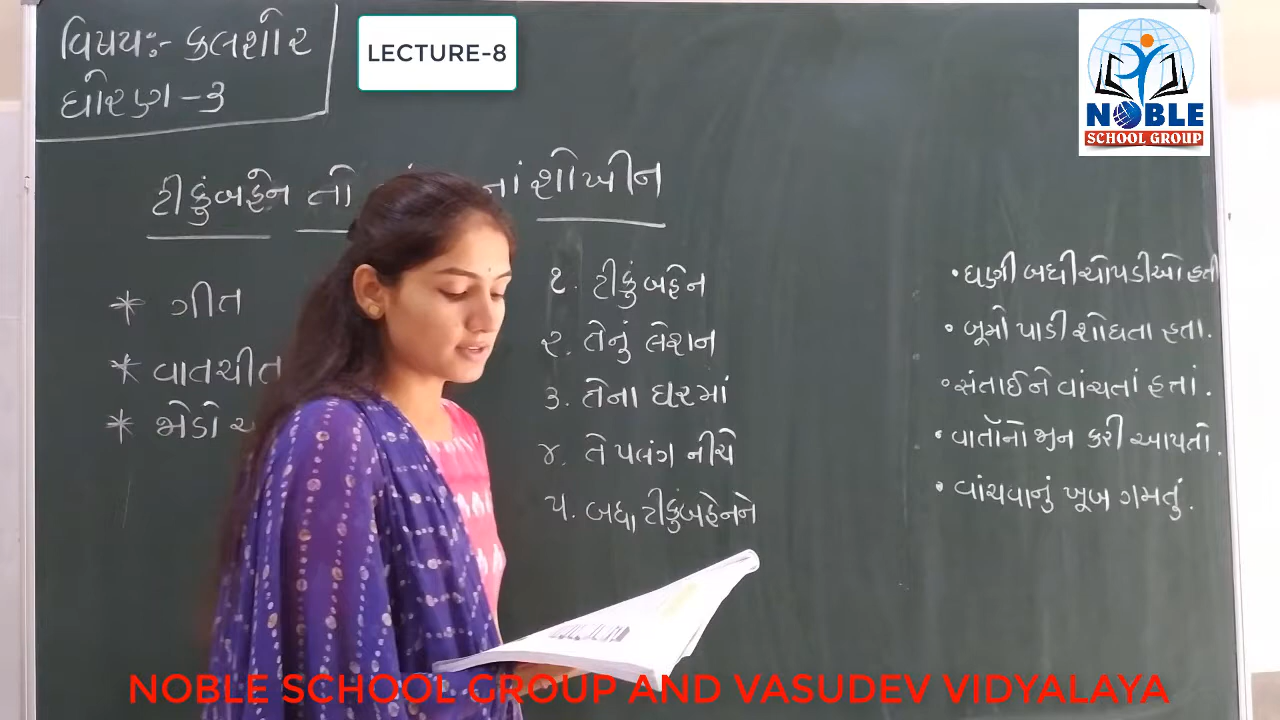 વિષય:- કલશોર
ધોરણ - ૩
LECTURE-8
NOBLE
SCHOOL GROUP
ટીકુંબહેન તો નાં શોખીન
* ગીત
* વાતચીત
* જોડો
૧. ટીકુંબહેન
૨. તેનું લેશન
૩. તેના ઘરમાં
૪. તે પલંગ નીચે
૫. બધા ટીકુંબહેનને
• ઘણી બધી ચોપડીઓ હતી
• બૂમો પાડી શોધતા હતા.
• સંતાઈને વાંચતાં હતાં.
• વાર્તાનો જીન કરી આપતો.
• વાંચવાનું ખૂબ ગમતું.
NOBLE SCHOOL GROUP AND VASUDEV VIDYALAYA